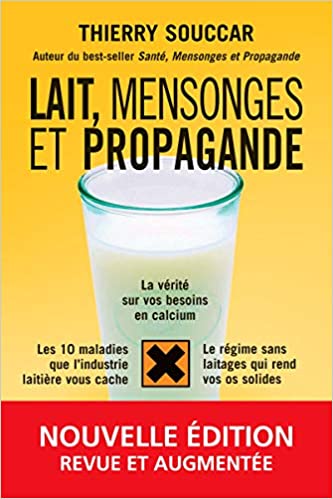 THIERRY SOUCCAR
Auteur du best-seller Santé, Mensonges et Propagande
LAIT, MENSONGES
ET PROPAGANDE
La vérité
sur vos besoins
en calcium
Les 10 maladies
que l'industrie
laitière vous cache
Le régime sans
laitages qui rend
vos os solides
NOUVELLE ÉDITION
REVUE ET AUGMENTÉE